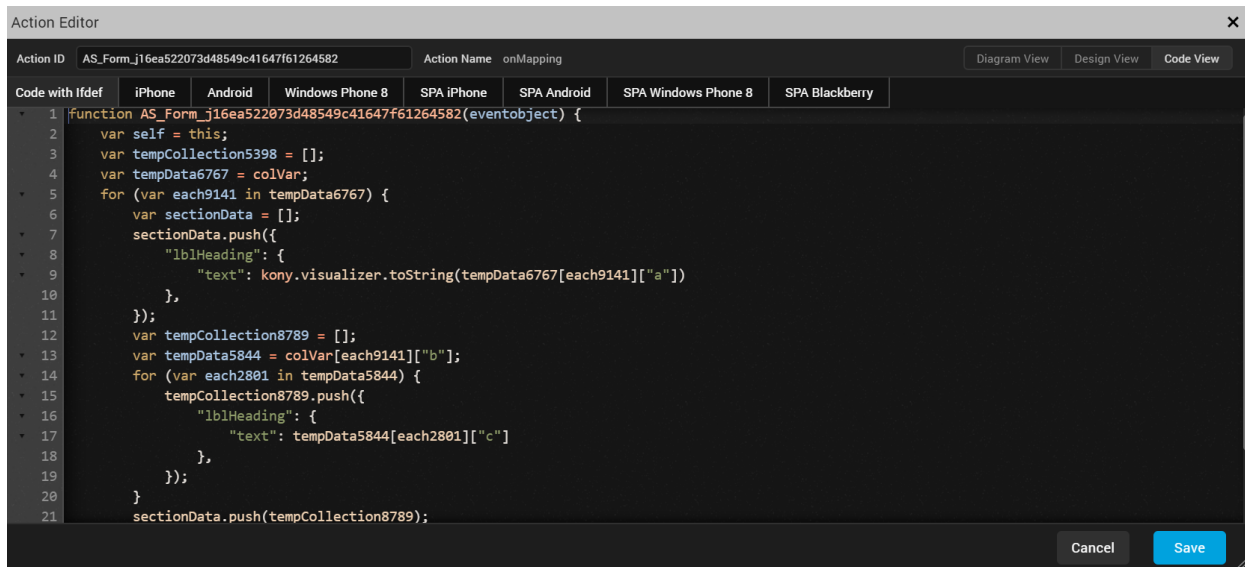 Action Editor
Action ID AS_Form_j16ea522073d48549c41647f61264582 Action Name onMapping Diagram View Design View Code View
Code with Ifdef iPhone Android Windows Phone 8 SPA iPhone SPA Android SPA Windows Phone 8 SPA Blackberry
1 function AS_Form_j16ea522073d48549c41647f61264582(eventobject) {
2 var self = this;
3 var tempCollection5398 = [];
4 var tempData6767 = colVar;
5 for (var each9141 in tempData6767) {
6 var sectionData = [];
7 sectionData.push({
8 "lblHeading": {
9 "text": kony.visualizer.toString(tempData6767[each9141]["a"])
10 },
11 });
12 var tempCollection8789 = [];
13 var tempData5844 = colVar[each9141]["b"];
14 for (var each2801 in tempData5844) {
15 tempCollection8789.push({
16 "lblHeading": {
17 "text": tempData5844[each2801]["c"]
18 },
19 });
20 }
21 sectionData.push(tempCollection8789);
Cancel Save